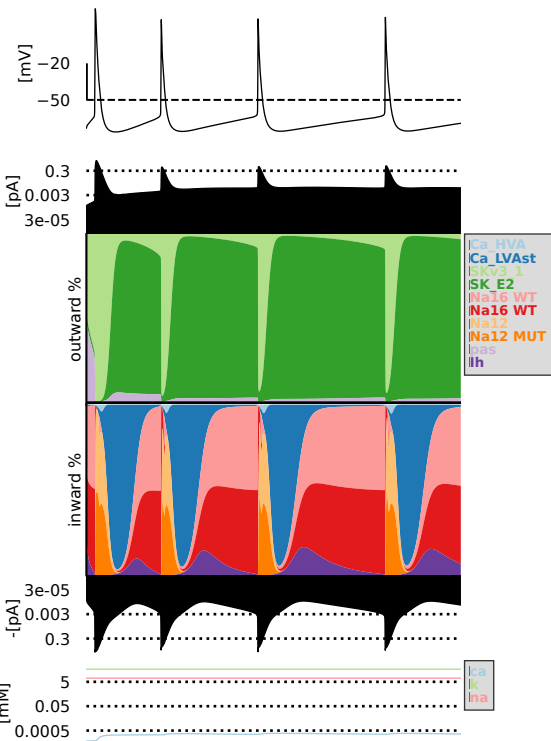 [mV]
−20
−50
[pA]
0.3
0.003
3e-05
outward %
Ca_HVA
Ca_LVAst
SKv3_1
SK_E2
Na16 WT
Na16 WT
Na12
Na12 MUT
pas
Ih
inward %
-[pA]
3e-05
0.003
0.3
[mM]
5
0.05
0.0005
ca
k
na